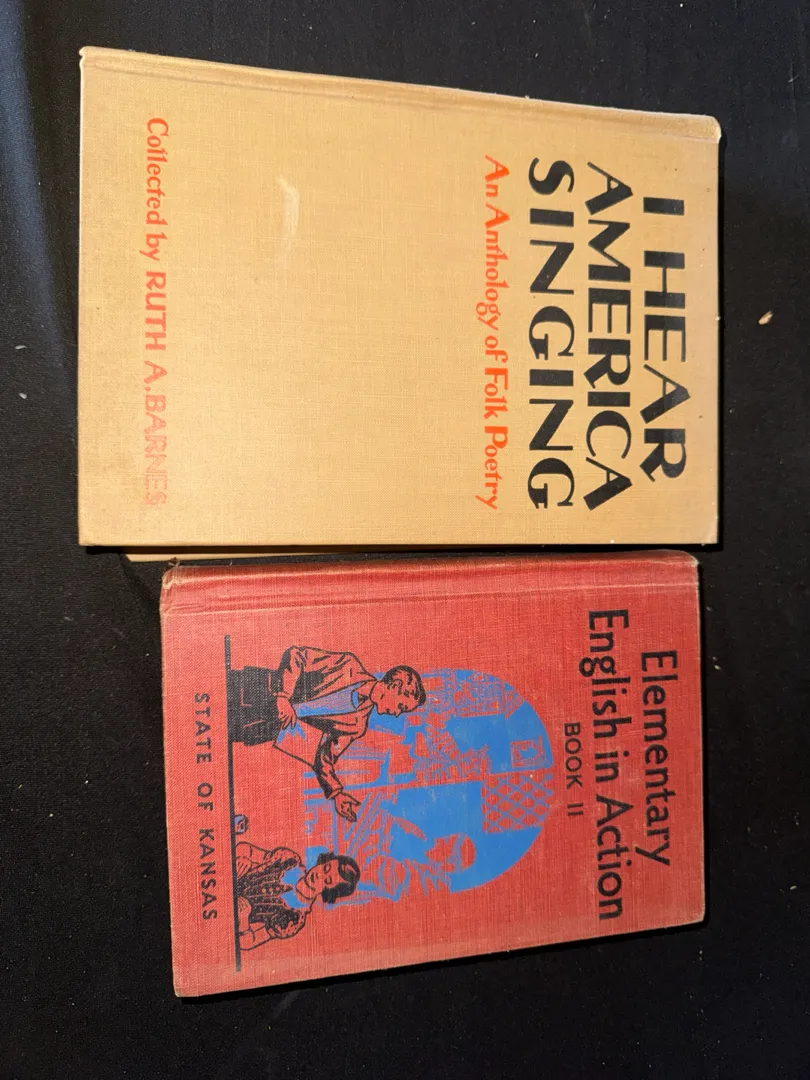 I HEAR
AMERICA
SINGING
An Anthology of Folk Poetry
Collected by RUTH A. BARNES
Elementary
English in Action
BOOK II
STATE OF KANSAS